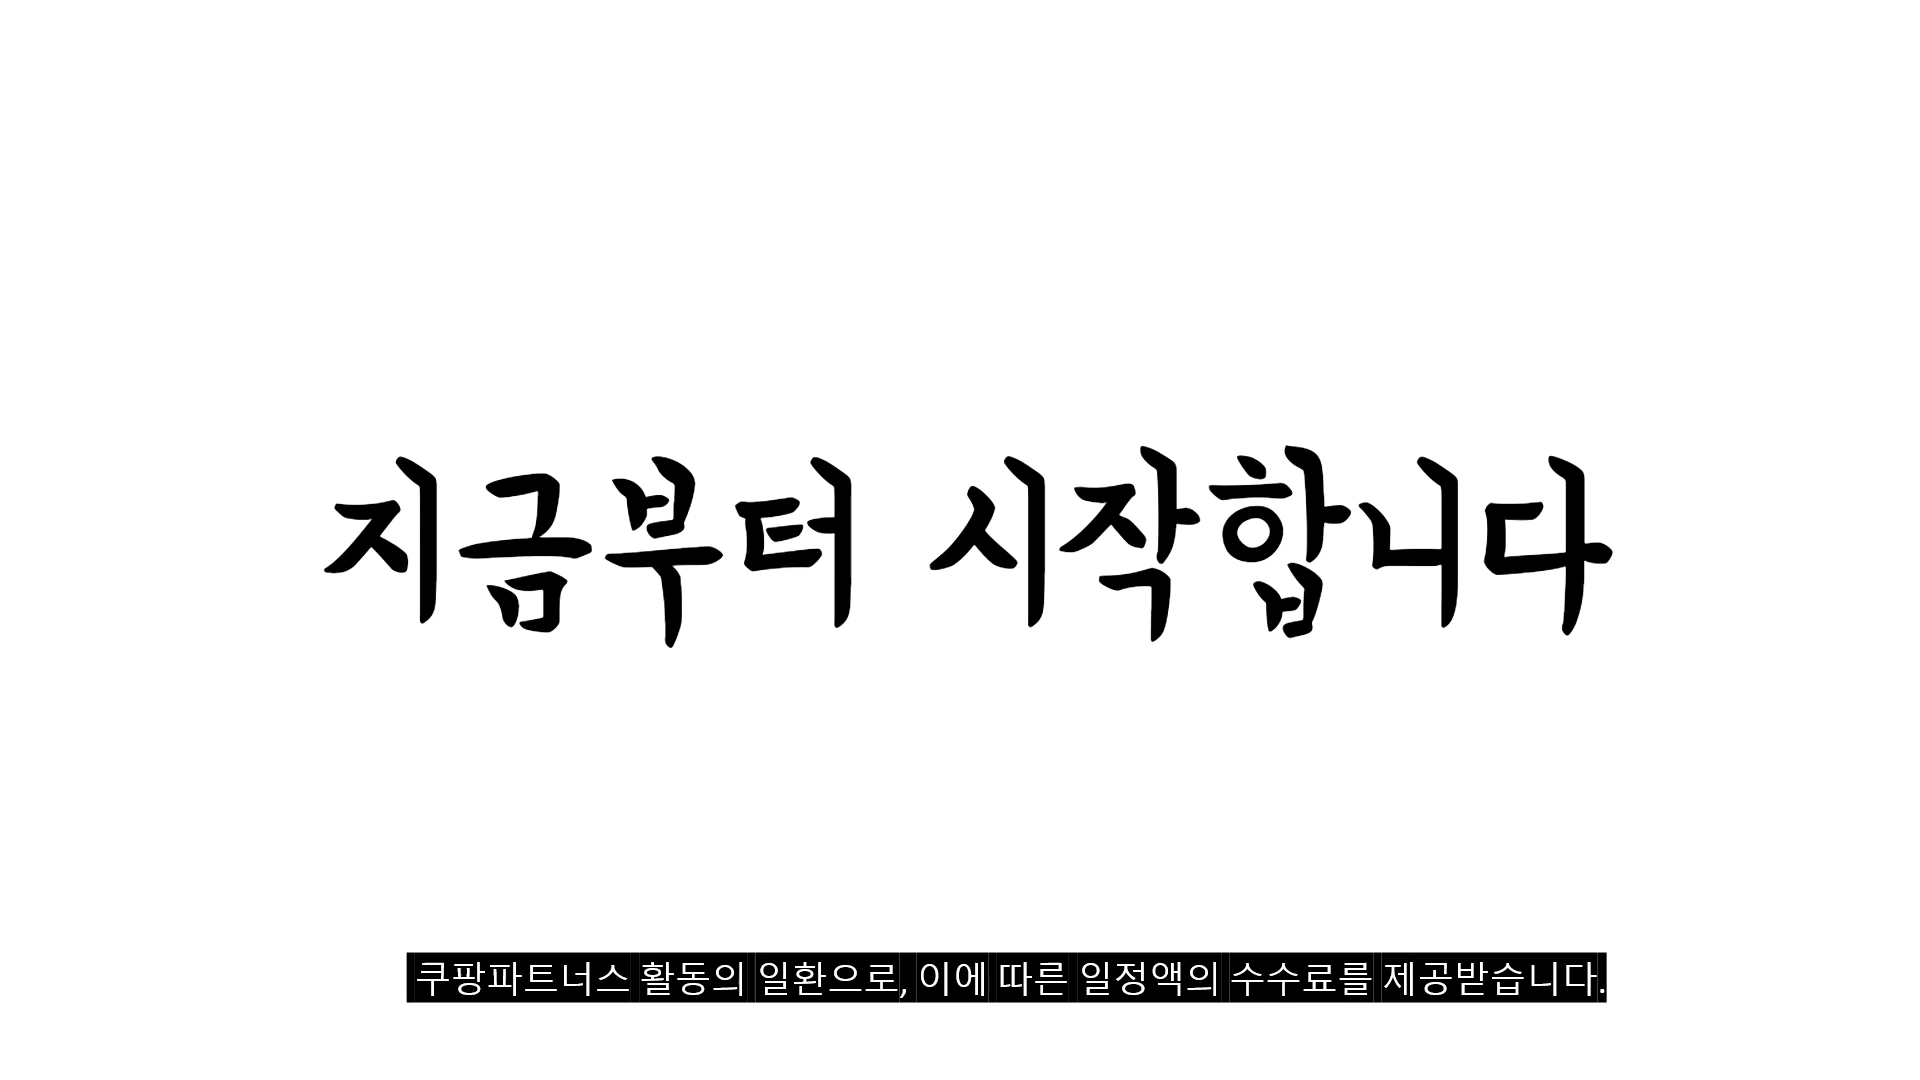 지금부터 시작합니다
쿠팡파트너스 활동의 일환으로, 이에 따른 일정액의 수수료를 제공받습니다.